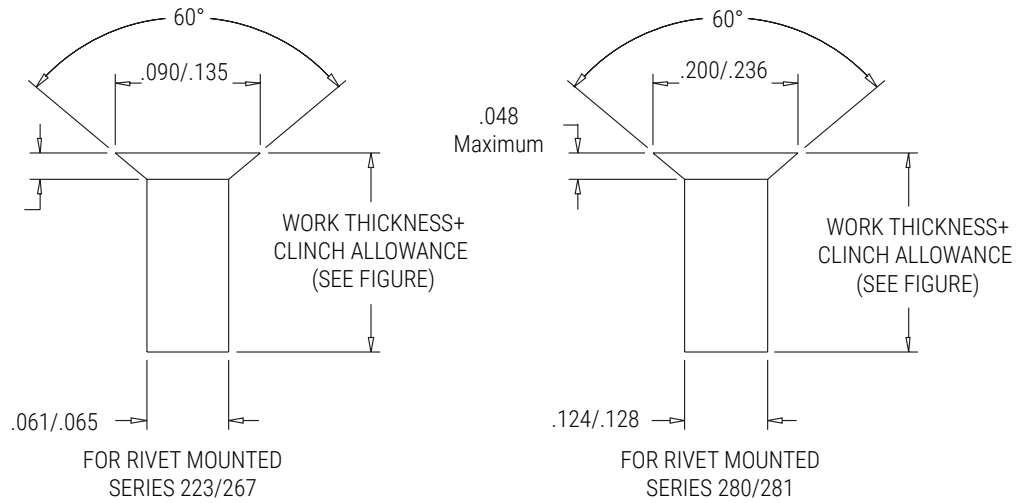 60°
.090/.135
WORK THICKNESS+
CLINCH ALLOWANCE
(SEE FIGURE)
.061/.065
FOR RIVET MOUNTED
SERIES 223/267
60°
.200/.236
.048
Maximum
WORK THICKNESS+
CLINCH ALLOWANCE
(SEE FIGURE)
.124/.128
FOR RIVET MOUNTED
SERIES 280/281